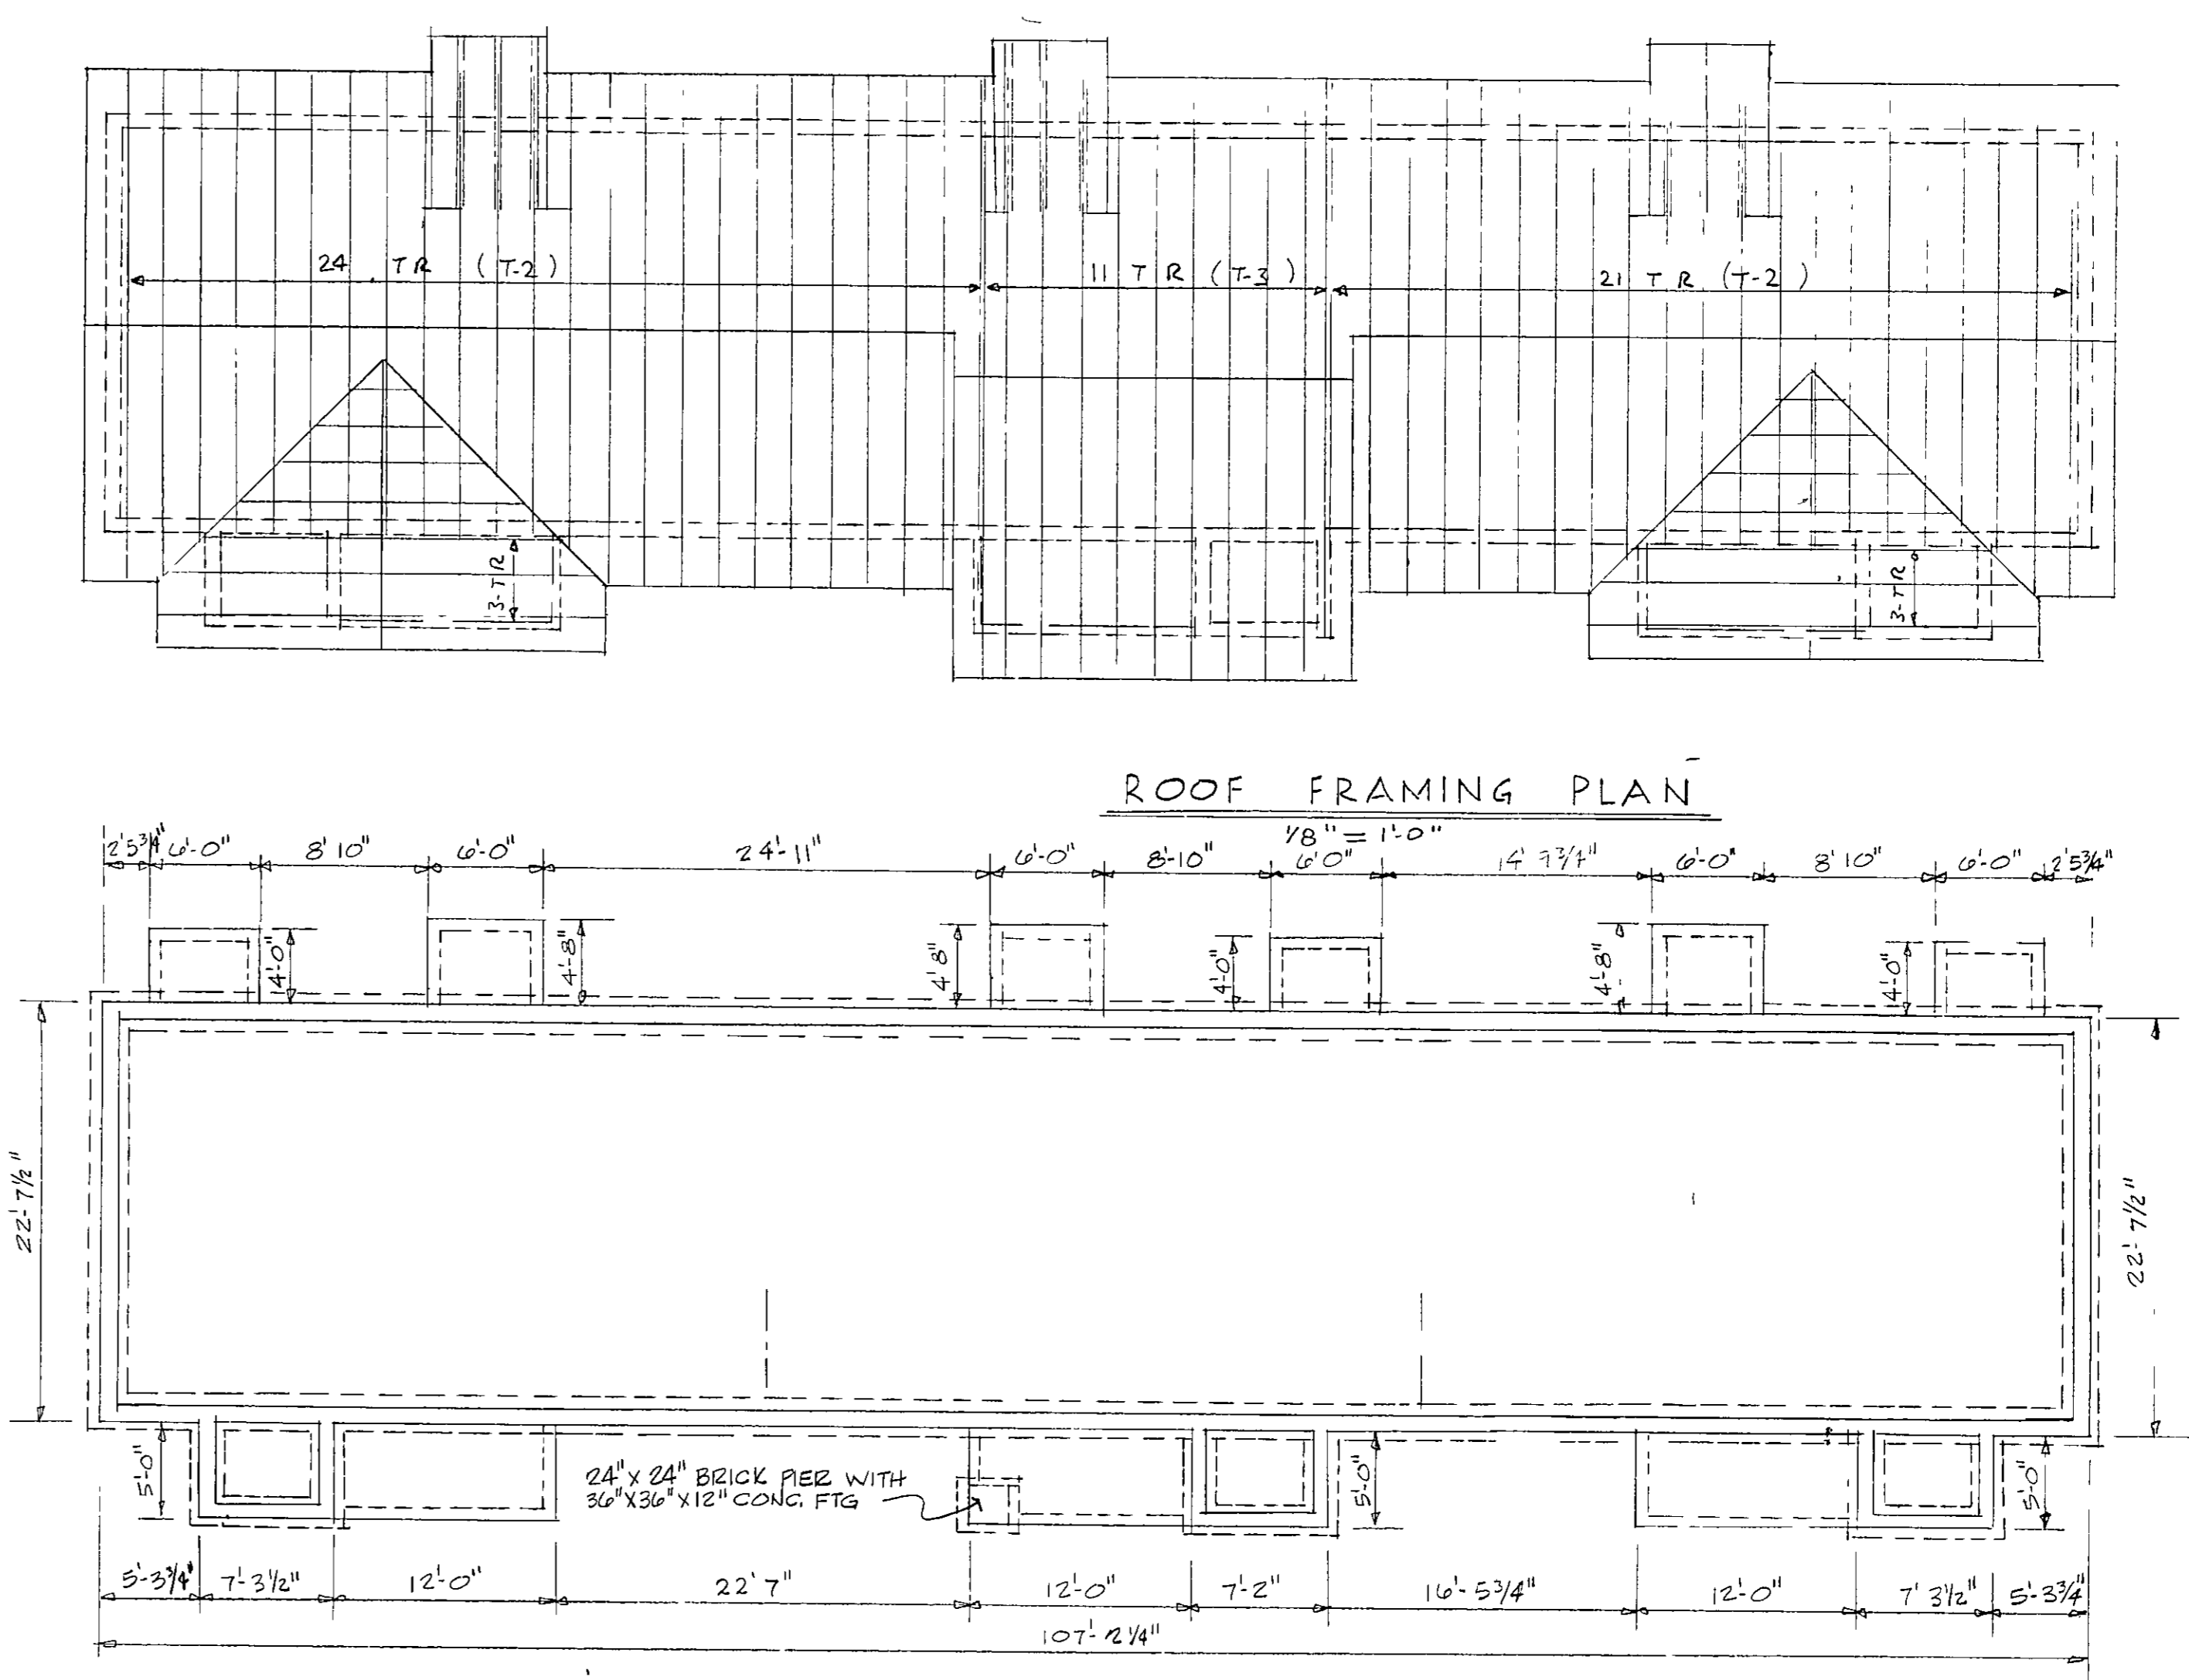 24 . TR (T-2)
11 TR (T-3)
21 TR (T-2)
3-TR
3-TR
ROOF FRAMING PLAN
1/8" = 1'-0"
2'5 3/4" 6'-0" 8'10" 6'-0" 24'-11" 6'-0" 8'-10" 6'0" 14' 7 3/4" 6'-0" 8'10" 6'-0" 2'5 3/4"
4'-0" 4'-8" 4'8" 4'-0" 4'-8" 4'-0"
22'-7 1/2"
22'-7 1/2"
24" X 24" BRICK PIER WITH
36"X36"X12" CONC. FTG
5'-0" 5'-0" 5'-0"
5'-3 3/4" 7'-3 1/2" 12'-0" 22'7" 12'-0" 7'-2" 16'-5 3/4" 12'-0" 7' 3 1/2" 5'-3 3/4"
107'-2 1/4"